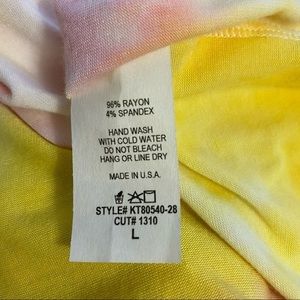 96% RAYON
4% SPANDEX
HAND WASH
WITH COLD WATER
DO NOT BLEACH
HANG OR LINE DRY
MADE IN U.S.A.
STYLE# KT80540-28
CUT# 1310
L